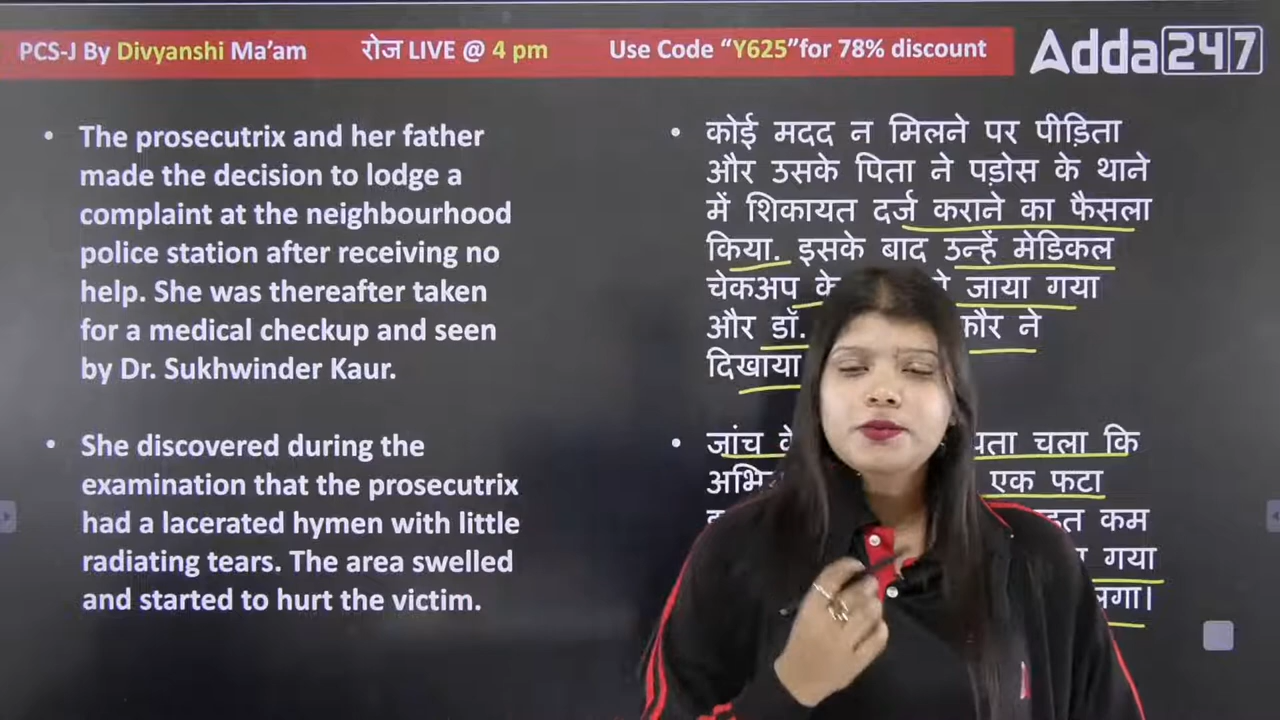 PCS-J By Divyanshi Ma'am रोज LIVE @ 4 pm Use Code “Y625”for 78% discount Adda247
• The prosecutrix and her father
made the decision to lodge a
complaint at the neighbourhood
police station after receiving no
help. She was thereafter taken
for a medical checkup and seen
by Dr. Sukhwinder Kaur.
• She discovered during the
examination that the prosecutrix
had a lacerated hymen with little
radiating tears. The area swelled
and started to hurt the victim.
• कोई मदद न मिलने पर पीड़िता
और उसके पिता ने पड़ोस के थाने
में शिकायत दर्ज कराने का फैसला
किया. इसके बाद उन्हें मेडिकल
चेकअप जाया गया
और डॉ. कौर ने
दिखाया
• जांच पता चला कि
एक फटा
कम
गया